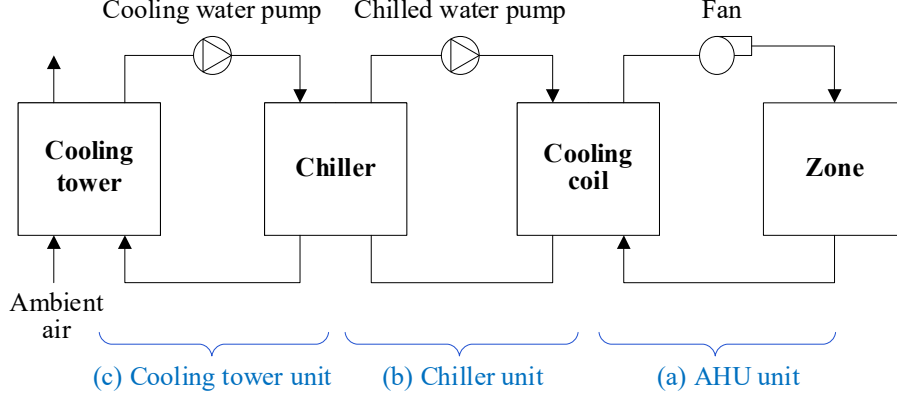 Cooling water pump
Chilled water pump
Fan
Cooling
tower
Chiller
Cooling
coil
Zone
Ambient
air
(c) Cooling tower unit
(b) Chiller unit
(a) AHU unit